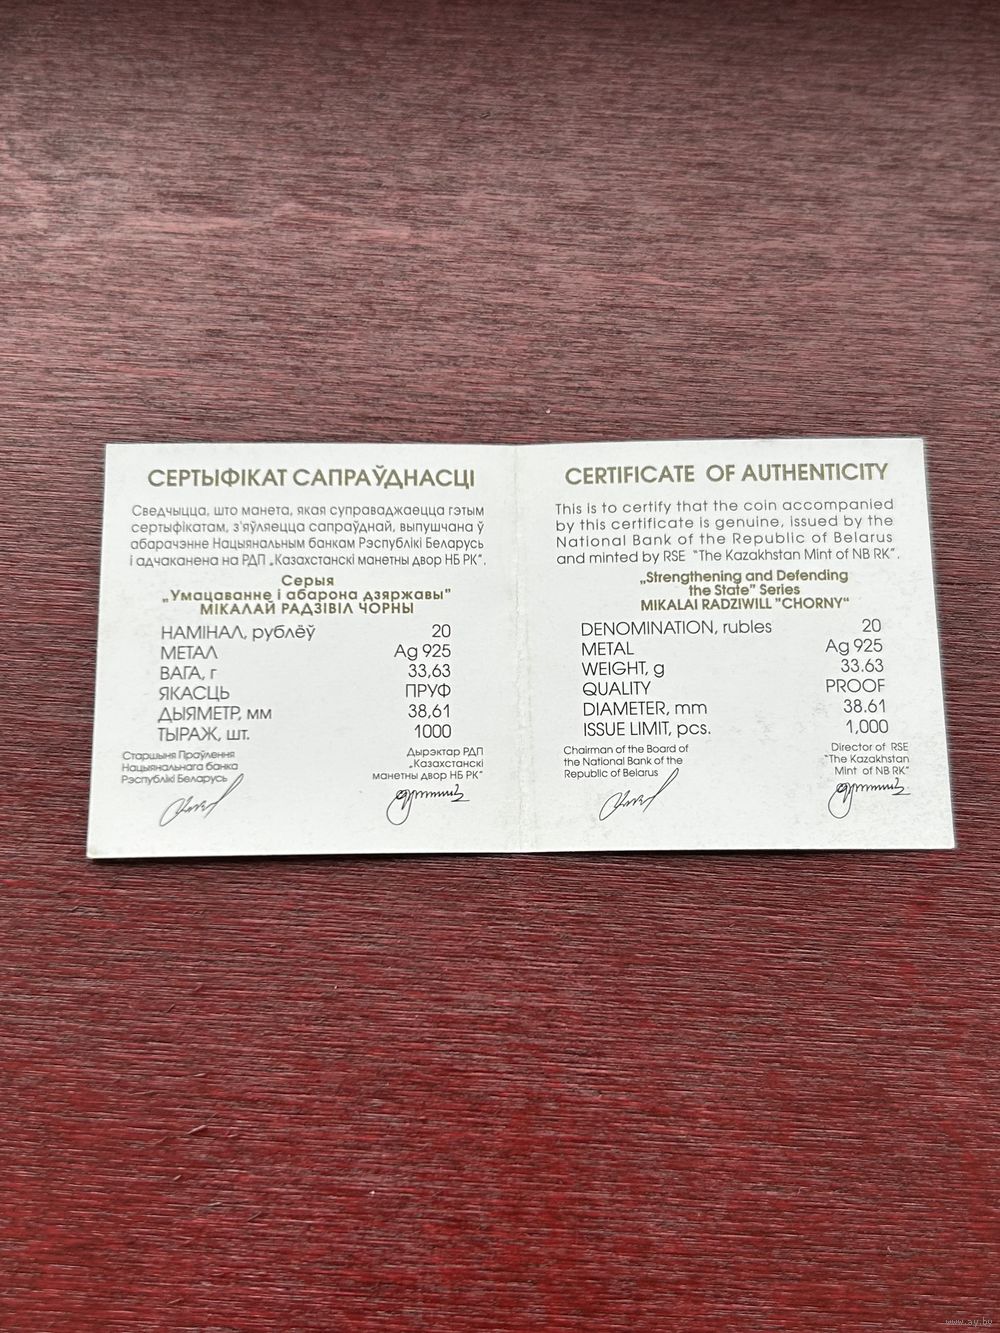 СЕРТЫФІКАТ САПРАЎДНАСЦІ
Сведчыцца, што манета, якая суправаджаецца гэтым
сертыфікатам, з'яўляецца сапраўднай, выпушчана ў
абарачэнне Нацыянальным банкам Рэспублікі Беларусь
і адчаканена на РДП „Казахстанскі манетны двор НБ РК".
Серыя
„Умацаванне і абарона дзяржавы"
МІКАЛАЙ РАДЗІВІЛ ЧОРНЫ
НАМІНАЛ, рублёў 20
МЕТАЛ Ag 925
ВАГА, г 33,63
ЯКАСЦЬ ПРУФ
ДЫЯМЕТР, мм 38,61
ТЫРАЖ, шт. 1000
Старшыня Праўлення
Нацыянальнага банка
Рэспублікі Беларусь
Дырэктар РДП
„Казахстанскі
манетны двор НБ РК"
CERTIFICATE OF AUTHENTICITY
This is to certify that the coin accompanied
by this certificate is genuine, issued by the
National Bank of the Republic of Belarus
and minted by RSE "The Kazakhstan Mint of NB RK".
„Strengthening and Defending
the State" Series
MIKALAI RADZIWILL "CHORNY"
DENOMINATION, rubles 20
METAL Ag 925
WEIGHT, g 33.63
QUALITY PROOF
DIAMETER, mm 38.61
ISSUE LIMIT, pcs. 1,000
Chairman of the Board of
the National Bank of the
Republic of Belarus
Director of RSE
"The Kazakhstan
Mint of NB RK"
www.ay.by